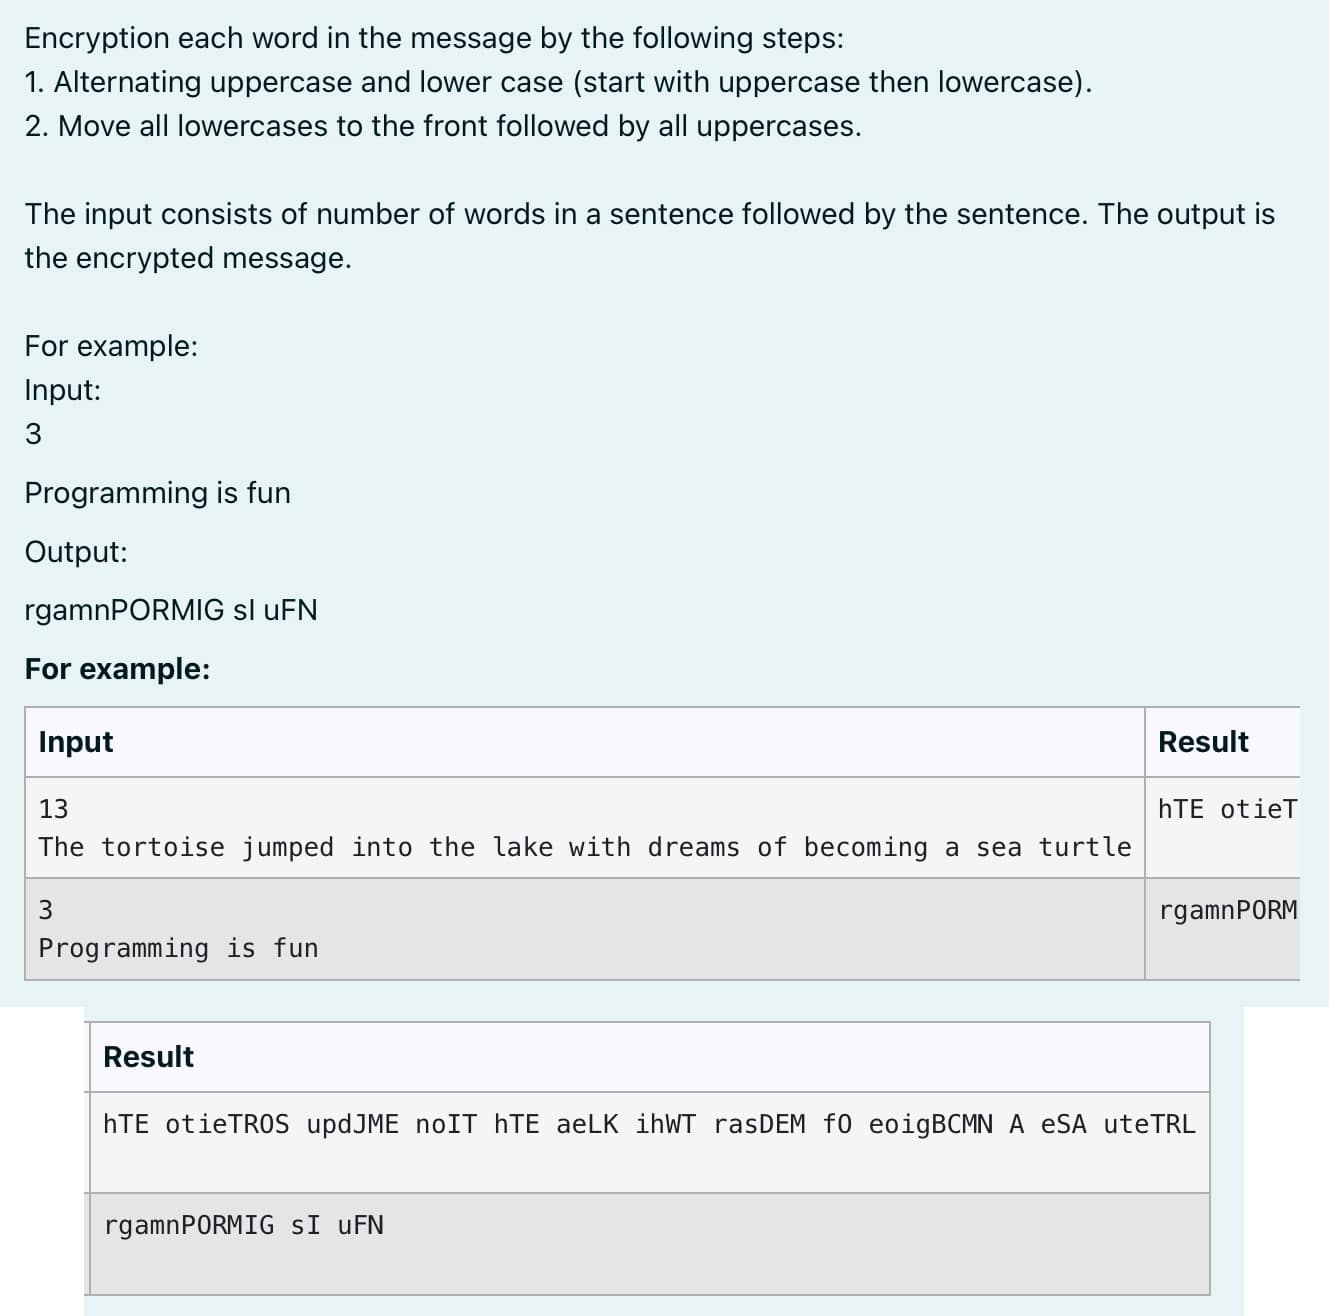 Encryption each word in the message by the following steps:
1. Alternating uppercase and lower case (start with uppercase then lowercase).
2. Move all lowercases to the front followed by all uppercases.
The input consists of number of words in a sentence followed by the sentence. The output is
the encrypted message.
For example:
Input:
3
Programming is fun
Output:
rgamnPORMIG sI uFN
For example:
Input Result
13 hTE otieT
The tortoise jumped into the lake with dreams of becoming a sea turtle
3 rgamnPORM
Programming is fun
Result
hTE otieTROS updJME noIT hTE aeLK ihWT rasDEM fO eoigBCMN A eSA uteTRL
rgamnPORMIG sI uFN